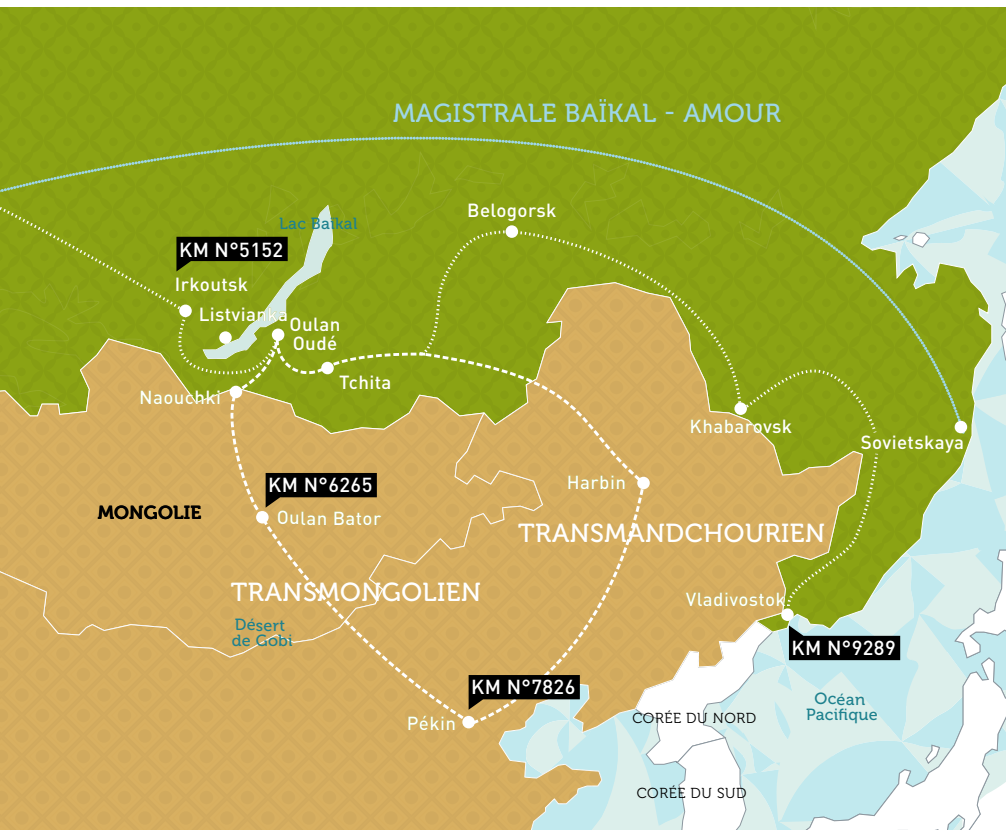 MAGISTRALE BAÏKAL - AMOUR
Belogorsk
Lac Baïkal
KM N°5152
Irkoutsk
Listvianka
Oulan
Oudé
Tchita
Naouchki
Khabarovsk
Sovietskaya
Harbin
KM N°6265
MONGOLIE
Oulan Bator
TRANSMANDCHOURIEN
TRANSMONGOLIEN
Vladivostok
Désert
de Gobi
KM N°9289
KM N°7826
Océan
Pacifique
Pékin
CORÉE DU NORD
CORÉE DU SUD